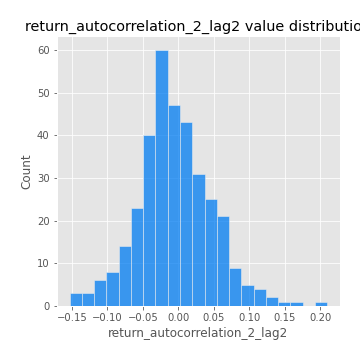 return_autocorrelation_2_lag2 value distributio
60
50
40
30
20
10
0
Count
−0.15 −0.10 −0.05 0.00 0.05 0.10 0.15 0.20
return_autocorrelation_2_lag2